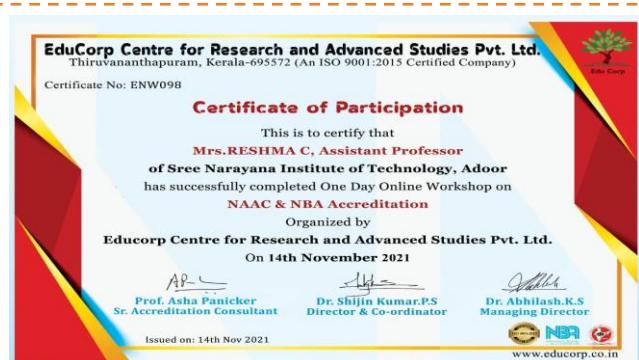 EduCorp Centre for Research and Advanced Studies Pvt. Ltd.
Thiruvananthapuram, Kerala-695572 (An ISO 9001:2015 Certified Company)
Edu Corp
Certificate No: ENW098
Certificate of Participation
This is to certify that
Mrs.RESHMA C, Assistant Professor
of Sree Narayana Institute of Technology, Adoor
has successfully completed One Day Online Workshop on
NAAC & NBA Accreditation
Organized by
Educorp Centre for Research and Advanced Studies Pvt. Ltd.
On 14th November 2021
Prof. Asha Panicker
Sr. Accreditation Consultant
Dr. Shijin Kumar.P.S
Director & Co-ordinator
Dr. Abhilash.K.S
Managing Director
Issued on: 14th Nov 2021
NBA
www.educorp.co.in